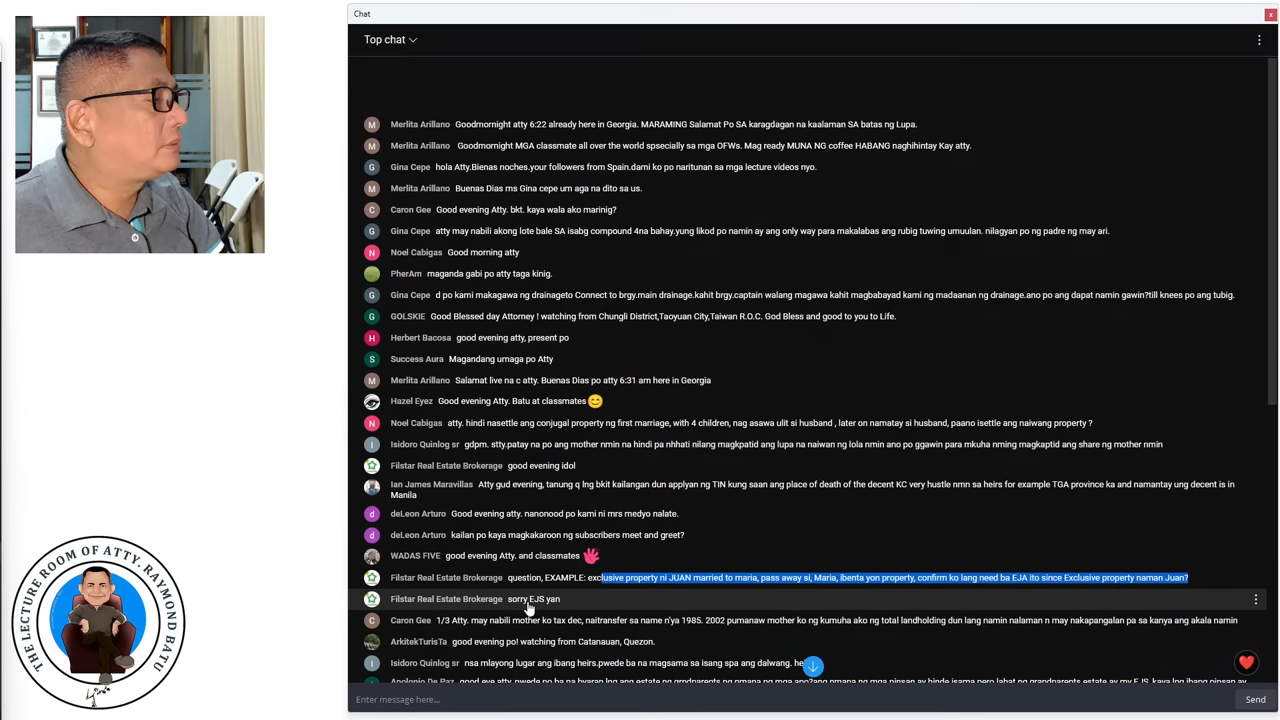 Chat
Top chat
Merlita Arillano Goodmornight atty 6:22 already here in Georgia. MARAMING Salamat Po SA karagdagan na kaalaman SA batas ng Lupa.
Merlita Arillano Goodmornight MGA classmate all over the world spsecially sa mga OFWs. Mag ready MUNA NG coffee HABANG naghihintay Kay atty.
Gina Cepe hola Atty.Bienas noches.your followers from Spain.dami ko po naritunan sa mga lecture videos nyo.
Merlita Arillano Buenas Dias ms Gina cepe um aga na dito sa us.
Caron Gee Good evening Atty. bkt. kaya wala ako marinig?
Gina Cepe atty may nabili akong lote bale SA isabg compound 4na bahay.yung likod po namin ay ang only way para makalabas ang rubig tuwing umuulan. nilagyan po ng padre ng may ari.
Noel Cabigas Good morning atty
PherAm maganda gabi po atty taga kinig.
Gina Cepe d po kami makagawa ng drainageto Connect to brgy.main drainage.kahit brgy.captain walang magawa kahit magbabayad kami ng madaanan ng drainage.ano po ang dapat namin gawin?till knees po ang tubig.
GOLSKIE Good Blessed day Attorney ! watching from Chungli District,Taoyuan City,Taiwan R.O.C. God Bless and good to you to Life.
Herbert Bacosa good evening atty, present po
Success Aura Magandang umaga po Atty
Merlita Arillano Salamat live na c atty. Buenas Dias po atty 6:31 am here in Georgia
Hazel Eyez Good evening Atty. Batu at classmates
Noel Cabigas atty. hindi nasettle ang conjugal property ng first marriage, with 4 children, nag asawa ulit si husband , later on namatay si husband, paano isettle ang naiwang property ?
Isidoro Quinlog sr gdpm. stty.patay na po ang mother nmin na hindi pa nhhati nilang magkpatid ang lupa na naiwan ng lola nmin ano po ggawin para mkuha nmimg magkaptid ang share ng mother nmin
Filstar Real Estate Brokerage good evening idol
Ian James Maravillas Atty gud evening, tanung q lng bkit kailangan dun applyan ng TIN kung saan ang place of death of the decent KC very hustle nmn sa heirs for example TGA province ka and namantay ung decent is in
Manila
deLeon Arturo Good evening atty. nanonood po kami ni mrs medyo nalate.
deLeon Arturo kailan po kaya magkakaroon ng subscribers meet and greet?
WADAS FIVE good evening Atty. and classmates
Filstar Real Estate Brokerage question, EXAMPLE: exclusive property ni JUAN married to maria, pass away si, Maria, ibenta yon property, confirm ko lang need ba EJA ito since Exclusive property naman Juan?
Filstar Real Estate Brokerage sorry EJS yan
Caron Gee 1/3 Atty. may nabili mother ko tax dec, naitransfer sa name n'ya 1985. 2002 pumanaw mother ko ng kumuha ako ng total landholding dun lang namin nalaman n may nakapangalan pa sa kanya ang akala namin
ArkitekTurisTa good evening po! watching from Catanauan, Quezon.
Isidoro Quinlog sr nsa mlayong lugar ang ibang heirs.pwede ba na magsama sa isang spa ang dalwang. he
Enter message here...
Send
THE LECTURE ROOM OF ATTY. RAYMOND BATU